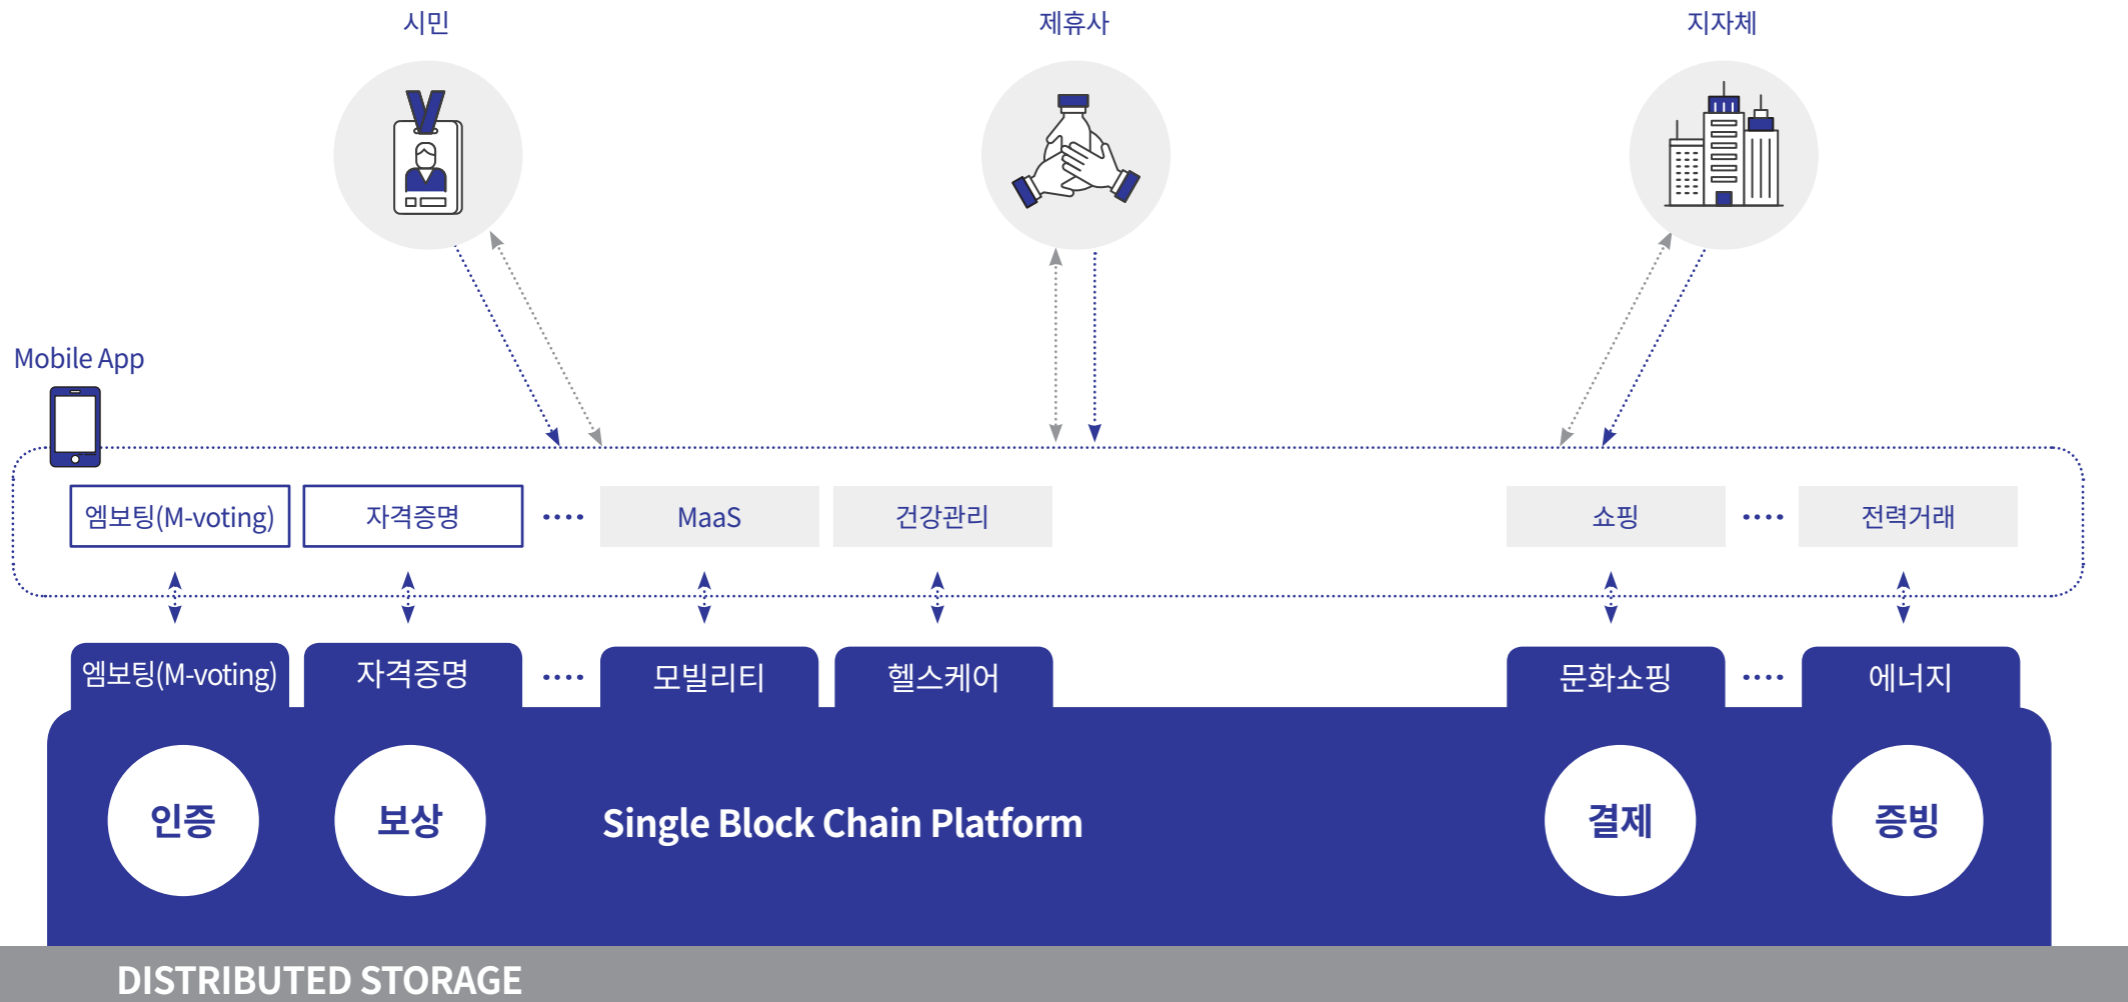 시민
제휴사
지자체
Mobile App
엠보팅(M-voting)
자격증명
MaaS
건강관리
쇼핑
전력거래
엠보팅(M-voting)
자격증명
모빌리티
헬스케어
문화쇼핑
에너지
인증
보상
Single Block Chain Platform
결제
증빙
DISTRIBUTED STORAGE